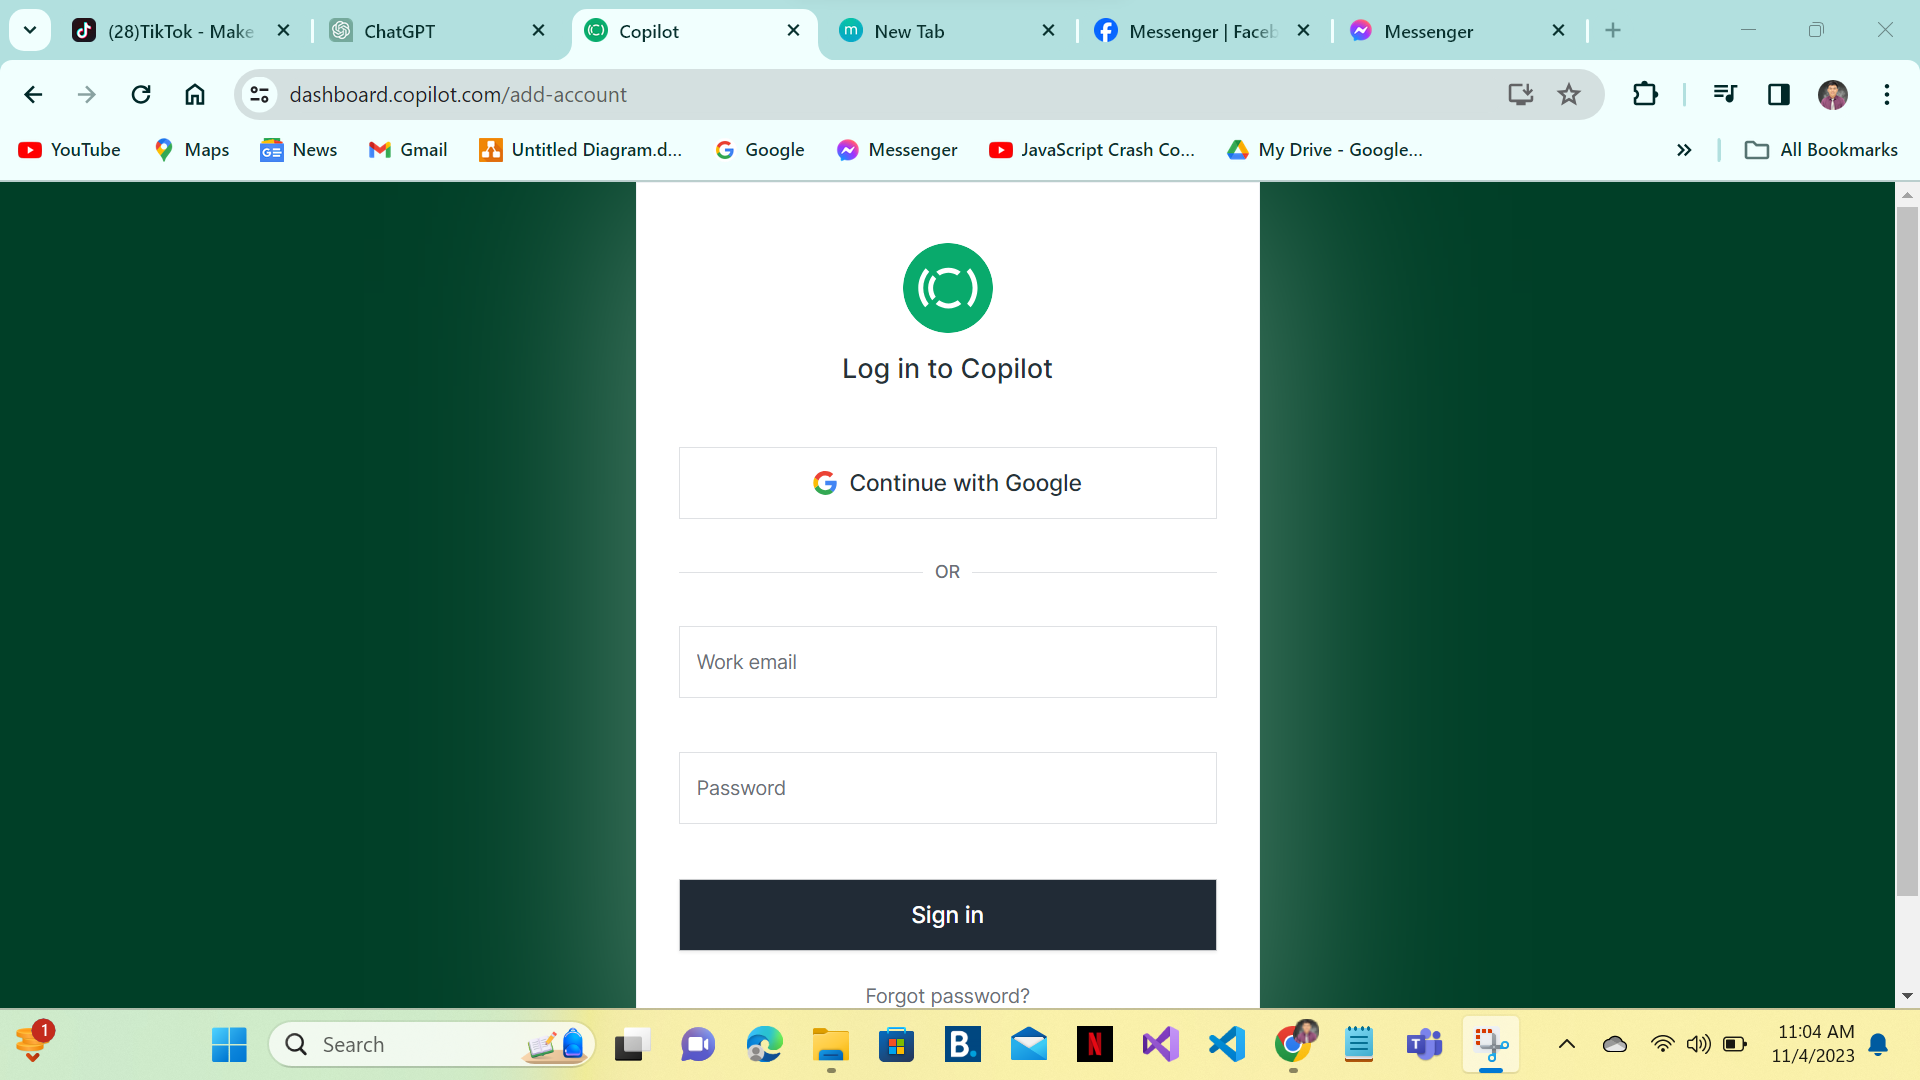 (28)TikTok - Make
ChatGPT
Copilot
New Tab
Messenger | Faceb
Messenger
dashboard.copilot.com/add-account
YouTube
Maps
News
Gmail
Untitled Diagram.d...
Google
Messenger
JavaScript Crash Co...
My Drive - Google...
All Bookmarks
Log in to Copilot
Continue with Google
OR
Work email
Password
Sign in
Forgot password?
1
Search
11:04 AM
11/4/2023